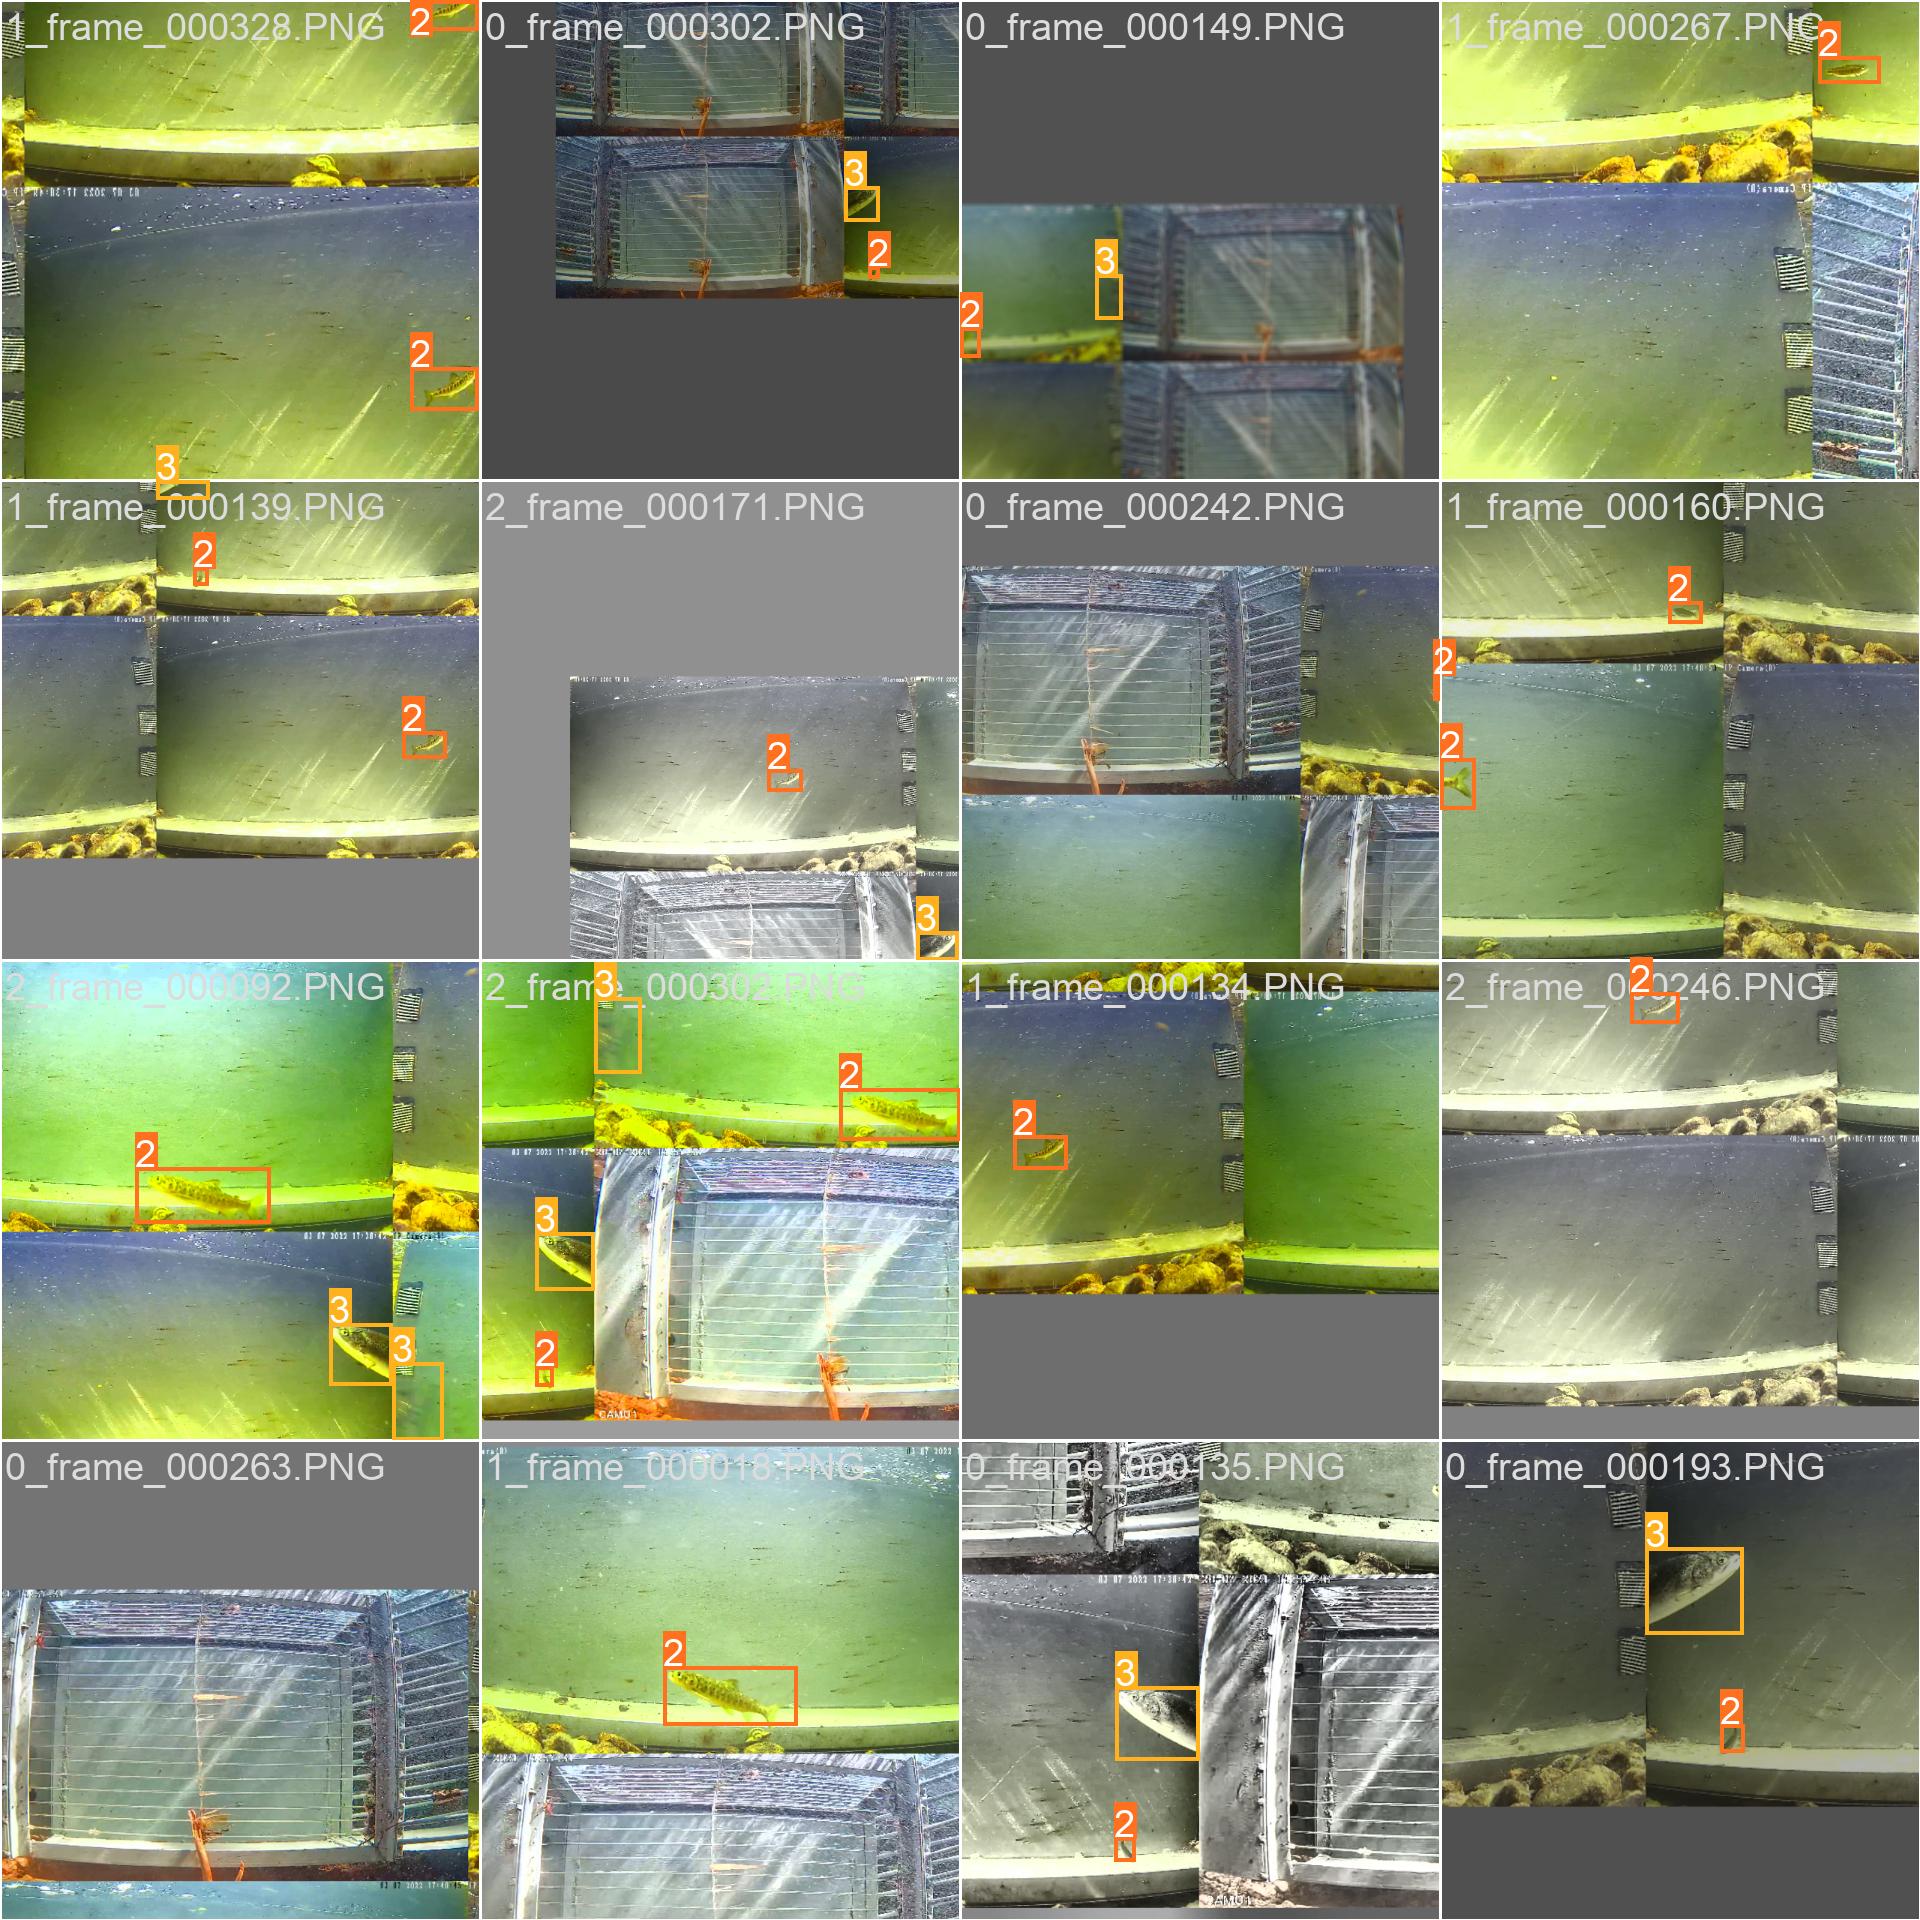 1_frame_000328.PNG
2
2
0_frame_000302.PNG
3
2
0_frame_000149.PNG
3
2
1_frame_000267.PNG
2
1_frame_000139.PNG
3
2
2
2_frame_000171.PNG
2
3
0_frame_000242.PNG
2
1_frame_000160.PNG
2
2
2_frame_000092.PNG
2
3
3
2_frame_000302.PNG
3
2
3
2
CAM01
1_frame_000134.PNG
2
2_frame_000246.PNG
2
0_frame_000263.PNG
1_frame_000018.PNG
2
0_frame_000135.PNG
3
2
CAM01
0_frame_000193.PNG
3
2